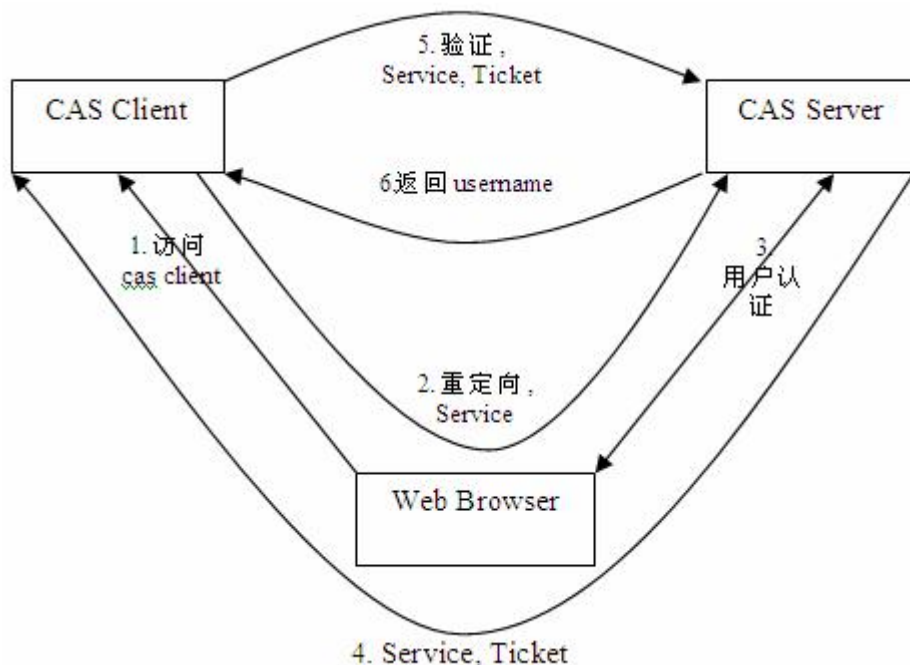 5. 验证,
Service, Ticket
CAS Client
CAS Server
6.返回 username
1. 访问
cas client
3.
用户认
证
2. 重定向,
Service
Web Browser
4. Service, Ticket